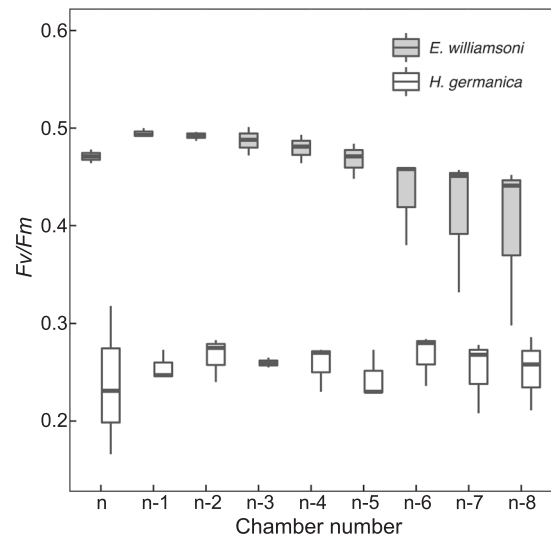 0.6
E. williamsoni
H. germanica
0.5
0.4
0.3
0.2
Fv/Fm
n n-1 n-2 n-3 n-4 n-5 n-6 n-7 n-8
Chamber number